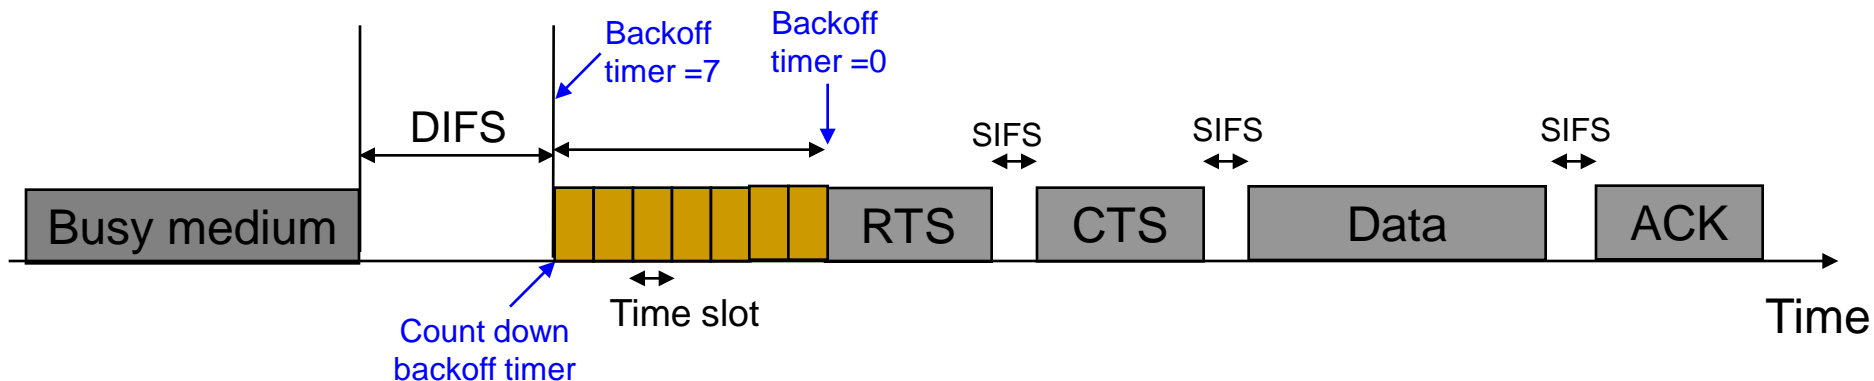 Backoff
timer =7
Backoff
timer =0
DIFS
SIFS
SIFS
SIFS
Busy medium
RTS
CTS
Data
ACK
Time slot
Time
Count down
backoff timer